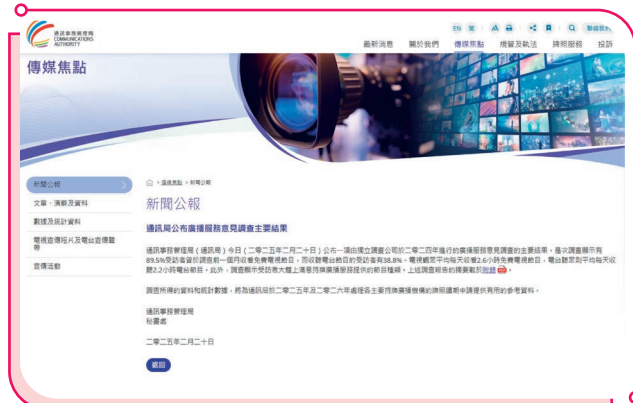 通訊事務管理局
COMMUNICATIONS
AUTHORITY
EN 简 A
最新消息 關於我們 傳媒焦點 規管及執法 牌照服務 投訴
傳媒焦點
新聞公報
文章、演辭及資料
數據及統計資料
電視宣傳短片及電台宣傳聲
帶
宣傳活動
> 傳媒焦點 > 新聞公報
新聞公報
通訊局公布廣播服務意見調查主要結果
通訊事務管理局（通訊局）今日（二零二五年二月二十日）公布一項由獨立調查公司於二零二四年進行的廣播服務意見調查的主要結果。是次調查顯示有
89.5%受訪者曾於調查前一個月收看免費電視節目，而收聽電台節目的受訪者有38.8%。電視觀眾平均每天收看2.6小時免費電視節目，電台聽眾則平均每天收
聽2.2小時電台節目。此外，調查顯示受訪者大體上滿意持牌廣播服務提供的節目種類。上述調查報告的摘要載於附錄。
調查所得的資料和統計數據，將為通訊局於二零二五年及二零二六年處理各主要持牌廣播機構的牌照續期申請提供有用的參考資料。
通訊事務管理局
秘書處
二零二五年二月二十日
返回